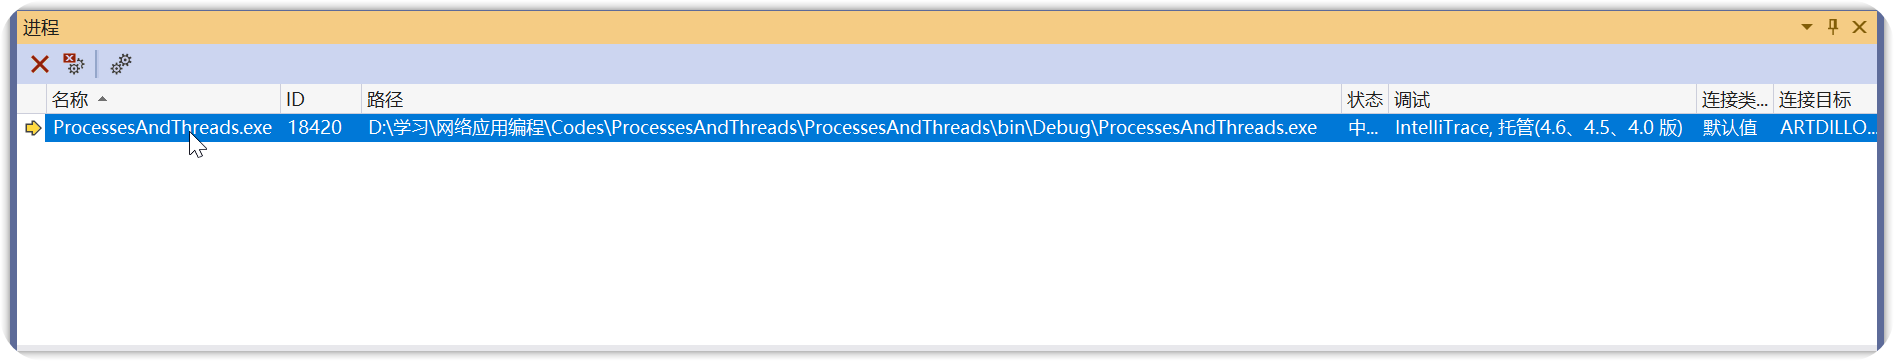 进程
名称 ID 路径 状态 调试 连接类... 连接目标
ProcessesAndThreads.exe 18420 D:\学习\网络应用编程\Codes\ProcessesAndThreads\ProcessesAndThreads\bin\Debug\ProcessesAndThreads.exe 中... IntelliTrace, 托管(4.6、4.5、4.0 版) 默认值 ARTDILLO...